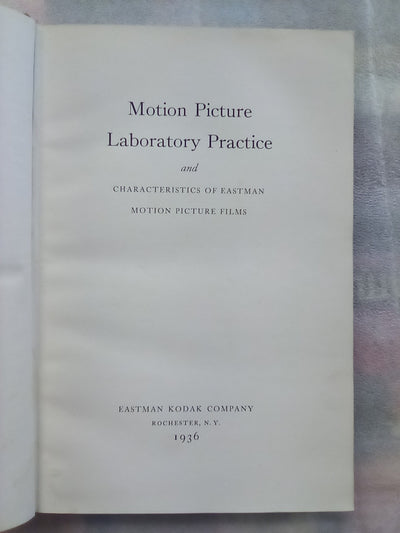 Motion Picture
Laboratory Practice
and
CHARACTERISTICS OF EASTMAN
MOTION PICTURE FILMS
EASTMAN KODAK COMPANY
ROCHESTER, N. Y.
1936